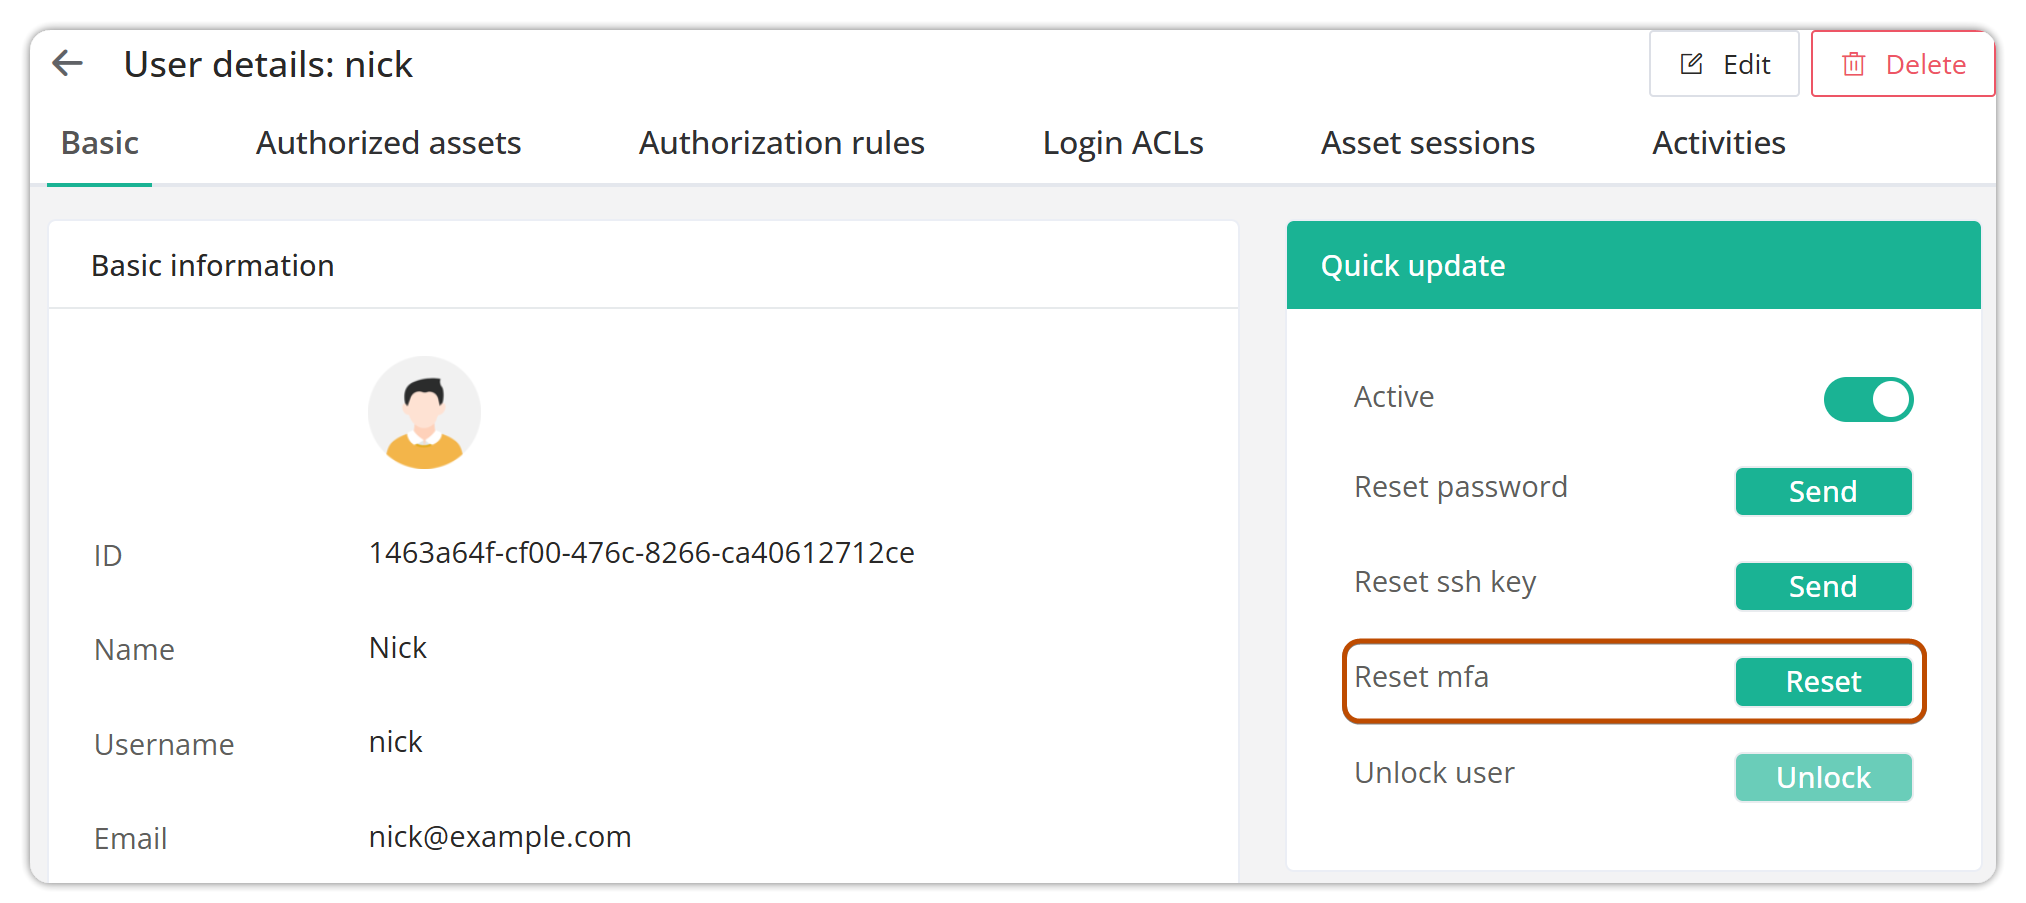 User details: nick
Edit
Delete
Basic Authorized assets Authorization rules Login ACLs Asset sessions Activities
Basic information
ID 1463a64f-cf00-476c-8266-ca40612712ce
Name Nick
Username nick
Email nick@example.com
Quick update
Active
Reset password Send
Reset ssh key Send
Reset mfa Reset
Unlock user Unlock